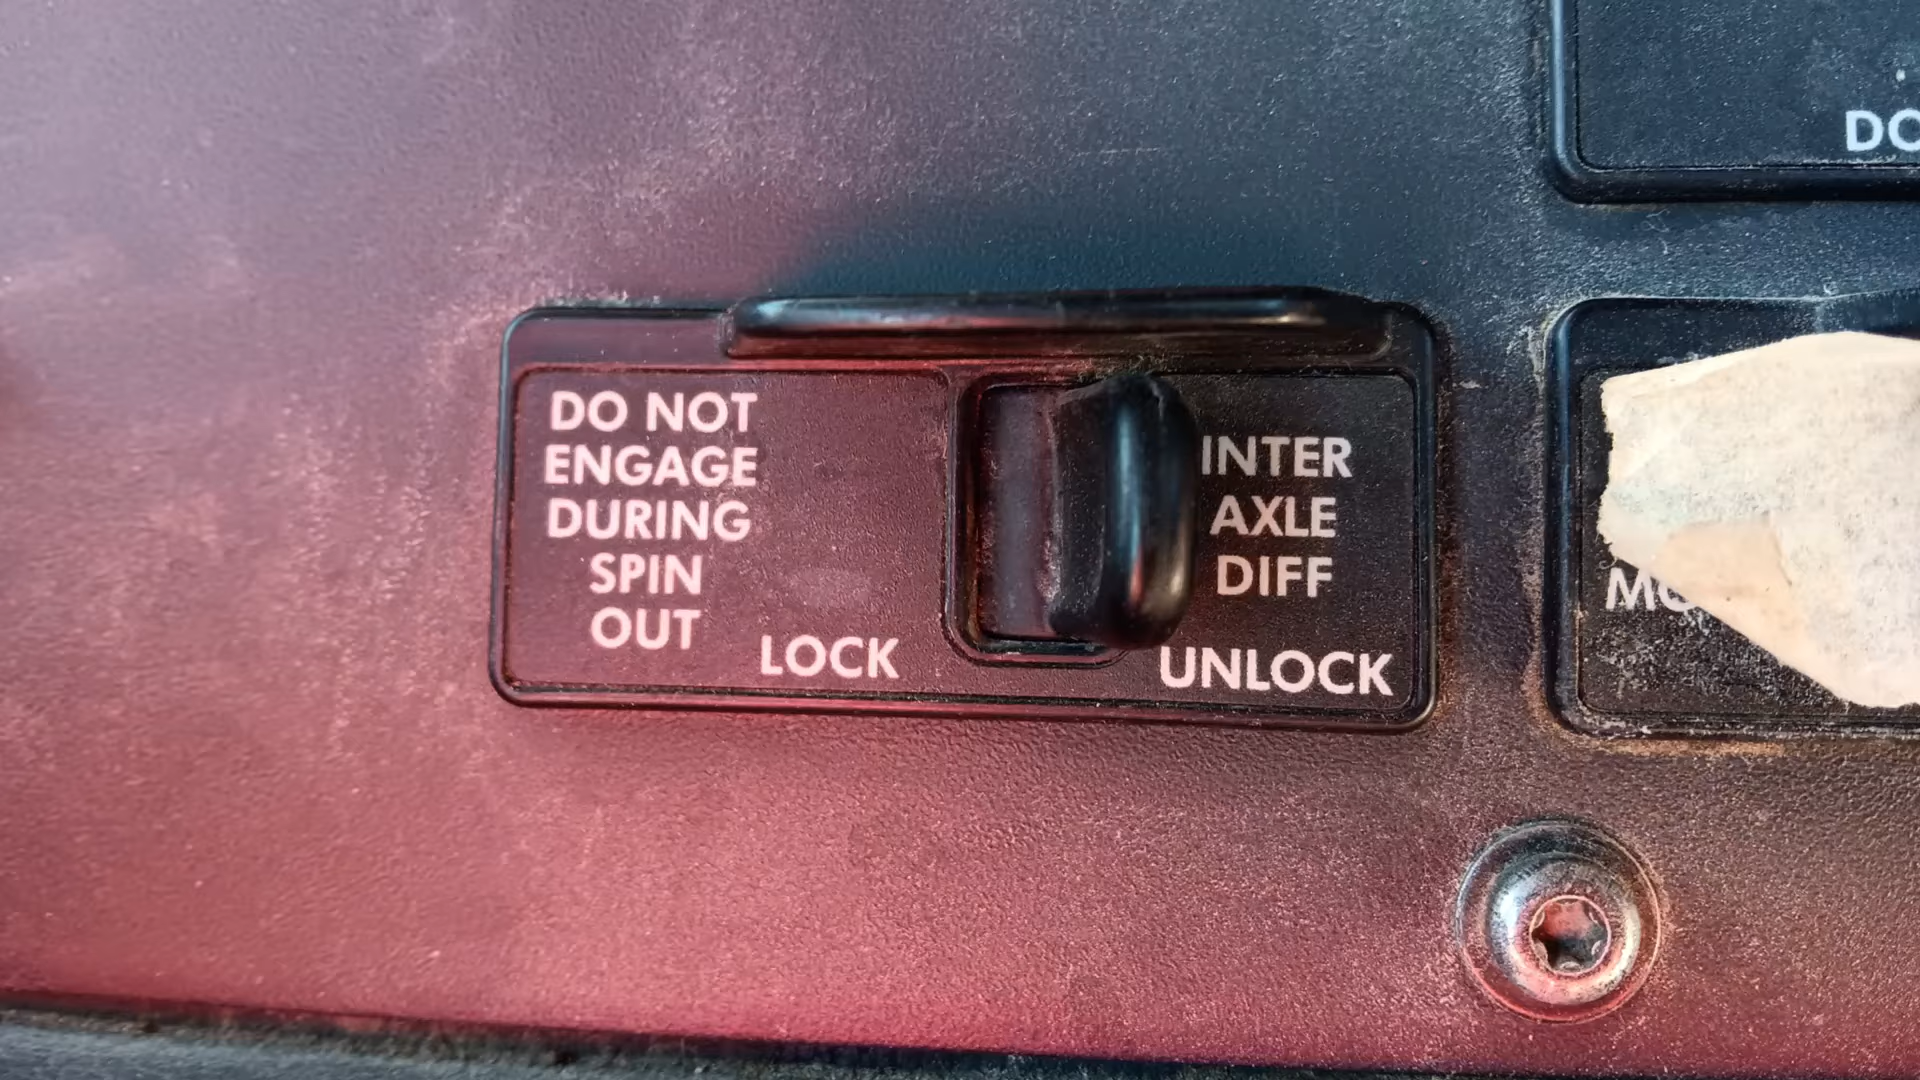 DO NOT
ENGAGE
DURING
SPIN
OUT
LOCK
INTER
AXLE
DIFF
UNLOCK